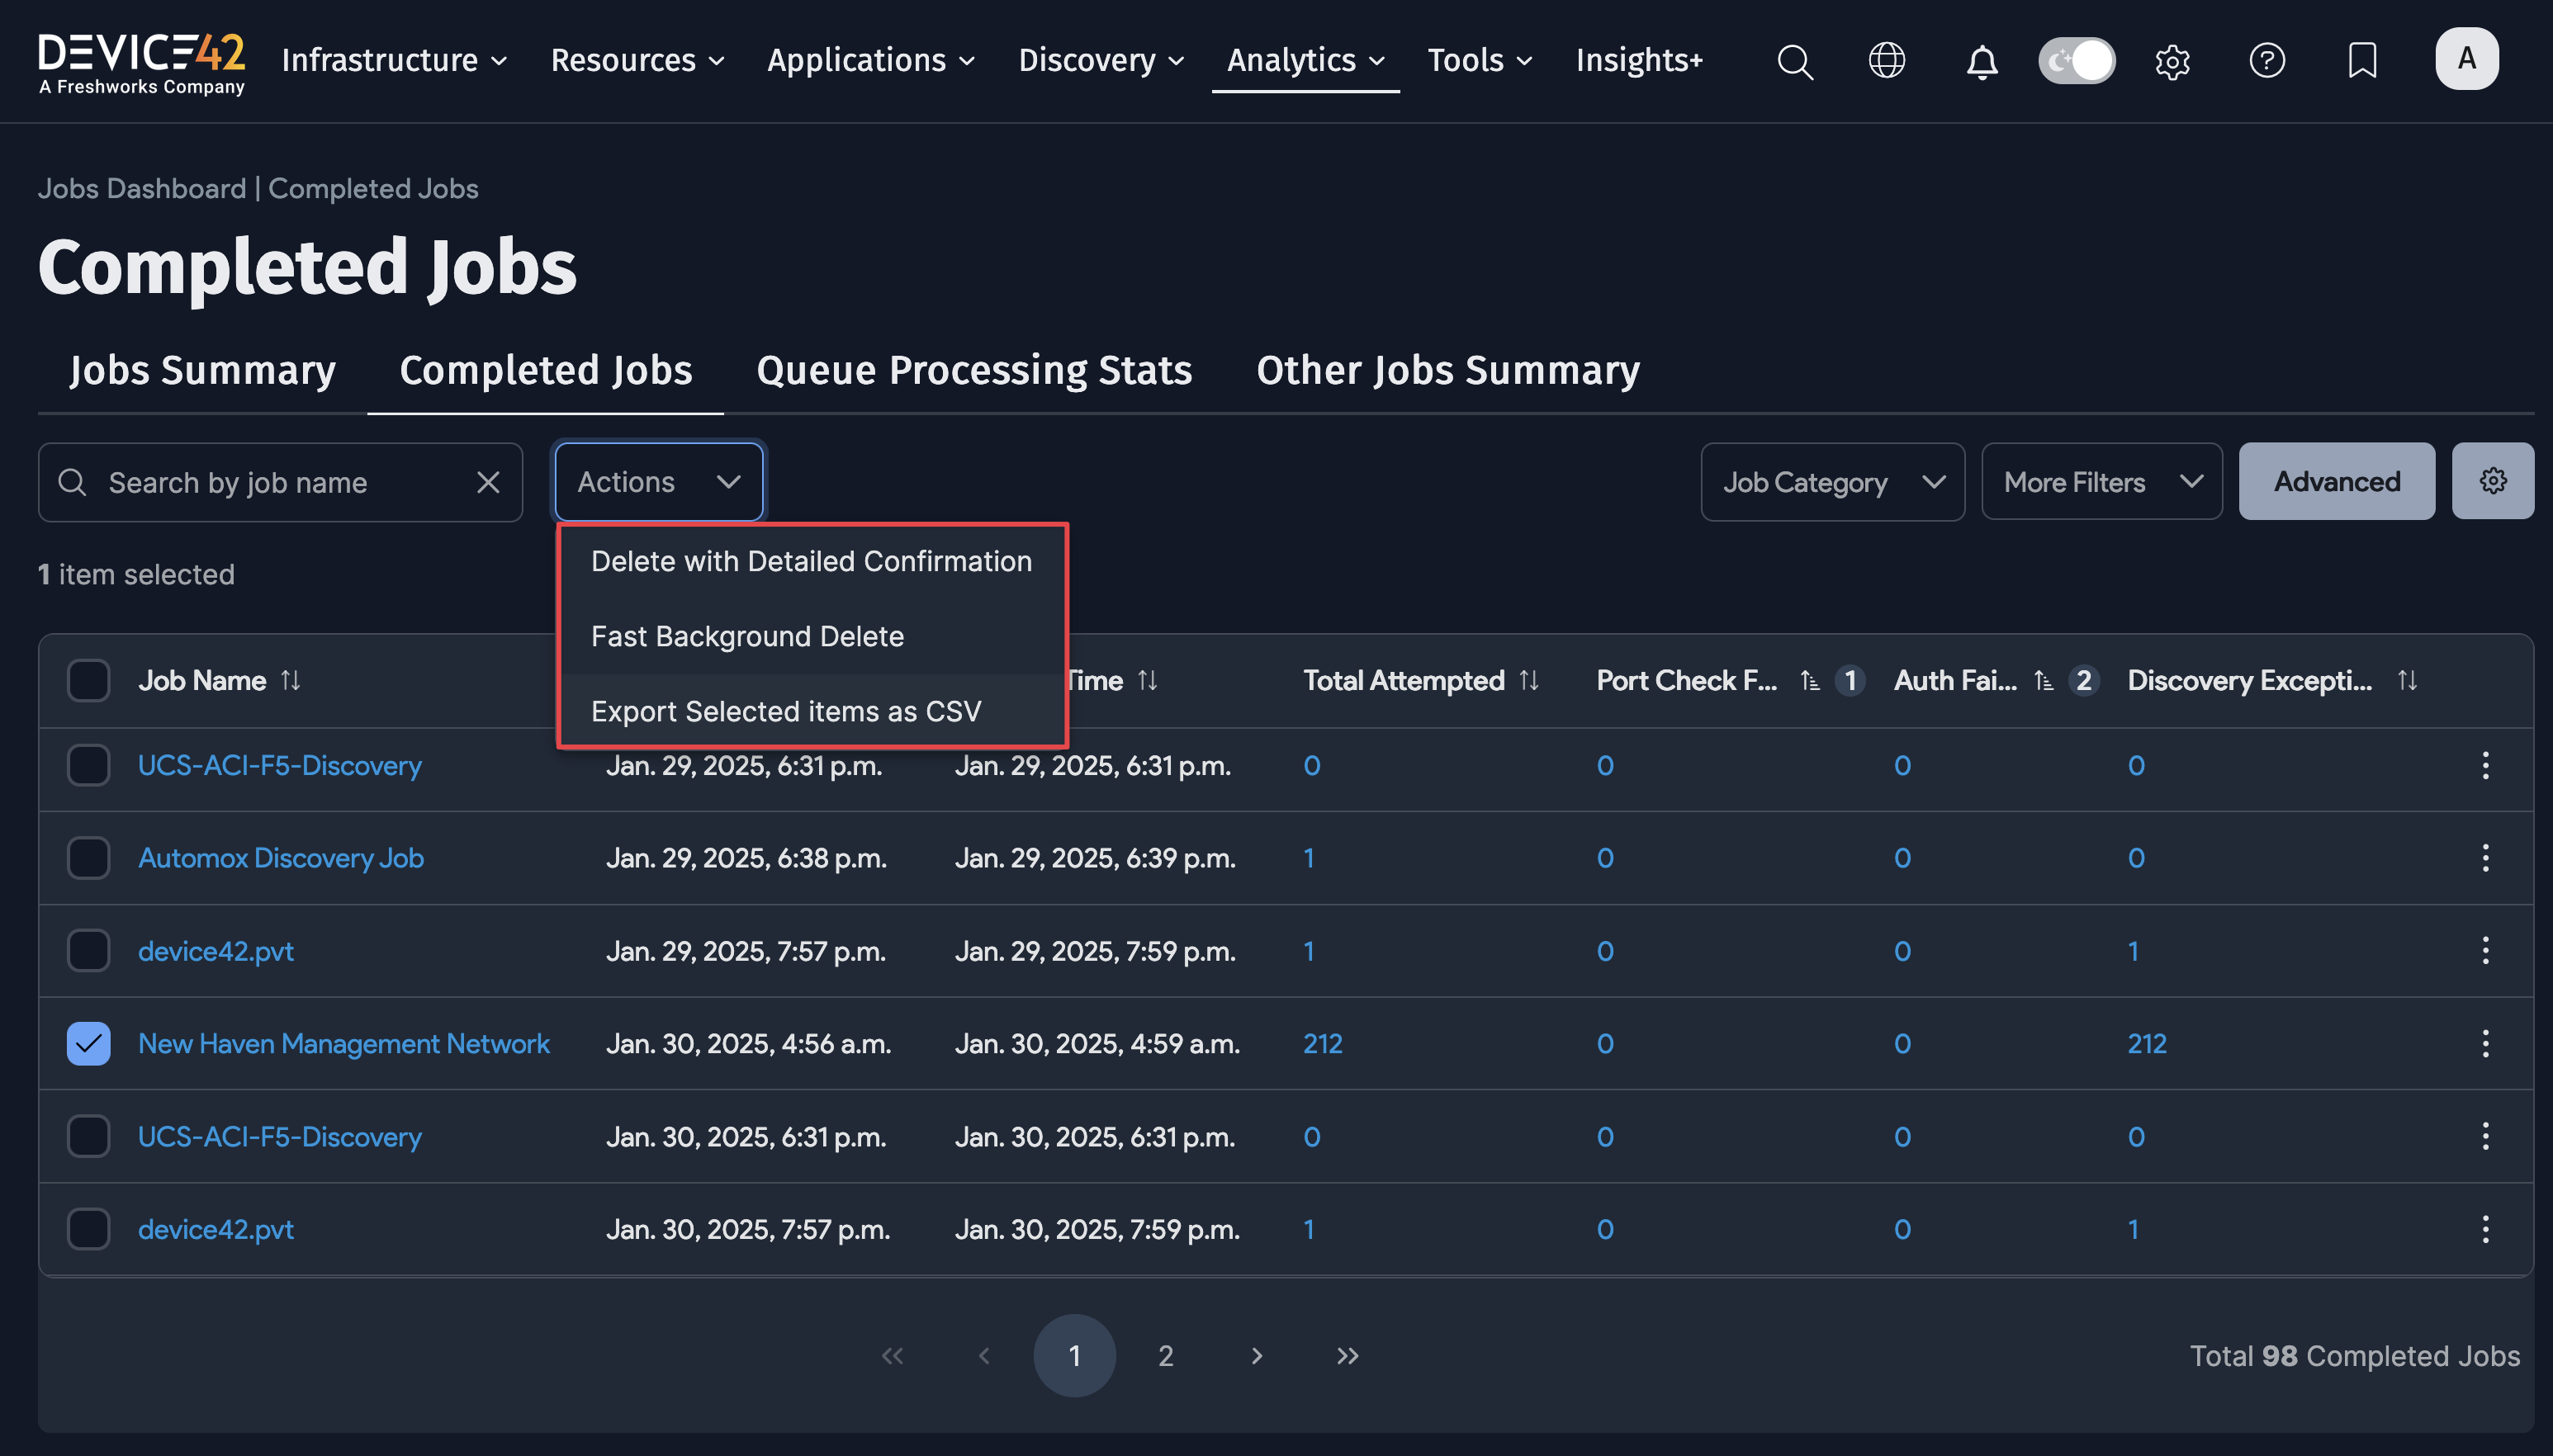 DEVICE42
A Freshworks Company
Infrastructure Resources Applications Discovery Analytics Tools Insights+ A
Jobs Dashboard | Completed Jobs
Completed Jobs
Jobs Summary Completed Jobs Queue Processing Stats Other Jobs Summary
Search by job name Actions Job Category More Filters Advanced
Delete with Detailed Confirmation
1 item selected
Fast Background Delete
Job Name Time Total Attempted Port Check F... 1 Auth Fai... 2 Discovery Excepti...
Export Selected items as CSV
UCS-ACI-F5-Discovery Jan. 29, 2025, 6:31 p.m. Jan. 29, 2025, 6:31 p.m. 0 0 0 0
Automox Discovery Job Jan. 29, 2025, 6:38 p.m. Jan. 29, 2025, 6:39 p.m. 1 0 0 0
device42.pvt Jan. 29, 2025, 7:57 p.m. Jan. 29, 2025, 7:59 p.m. 1 0 0 1
New Haven Management Network Jan. 30, 2025, 4:56 a.m. Jan. 30, 2025, 4:59 a.m. 212 0 0 212
UCS-ACI-F5-Discovery Jan. 30, 2025, 6:31 p.m. Jan. 30, 2025, 6:31 p.m. 0 0 0 0
device42.pvt Jan. 30, 2025, 7:57 p.m. Jan. 30, 2025, 7:59 p.m. 1 0 0 1
« ‹ 1 2 › » Total 98 Completed Jobs